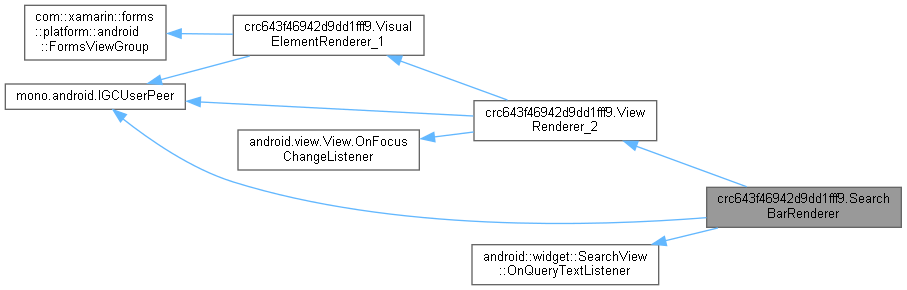 com::xamarin::forms
::platform::android
::FormsViewGroup
crc643f46942d9dd1fff9.Visual
ElementRenderer_1
mono.android.IGCUserPeer
crc643f46942d9dd1fff9.View
Renderer_2
android.view.View.OnFocus
ChangeListener
crc643f46942d9dd1fff9.Search
BarRenderer
android::widget::SearchView
::OnQueryTextListener